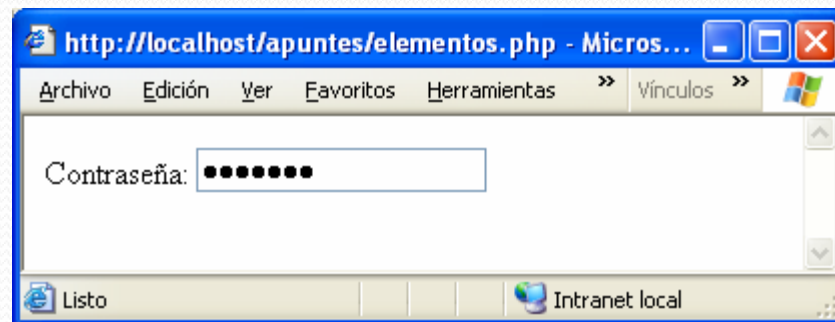 http://localhost/apuntes/elementos.php - Micros...
Archivo Edición Ver Favoritos Herramientas » Vínculos »
Contraseña: •••••••
Listo Intranet local